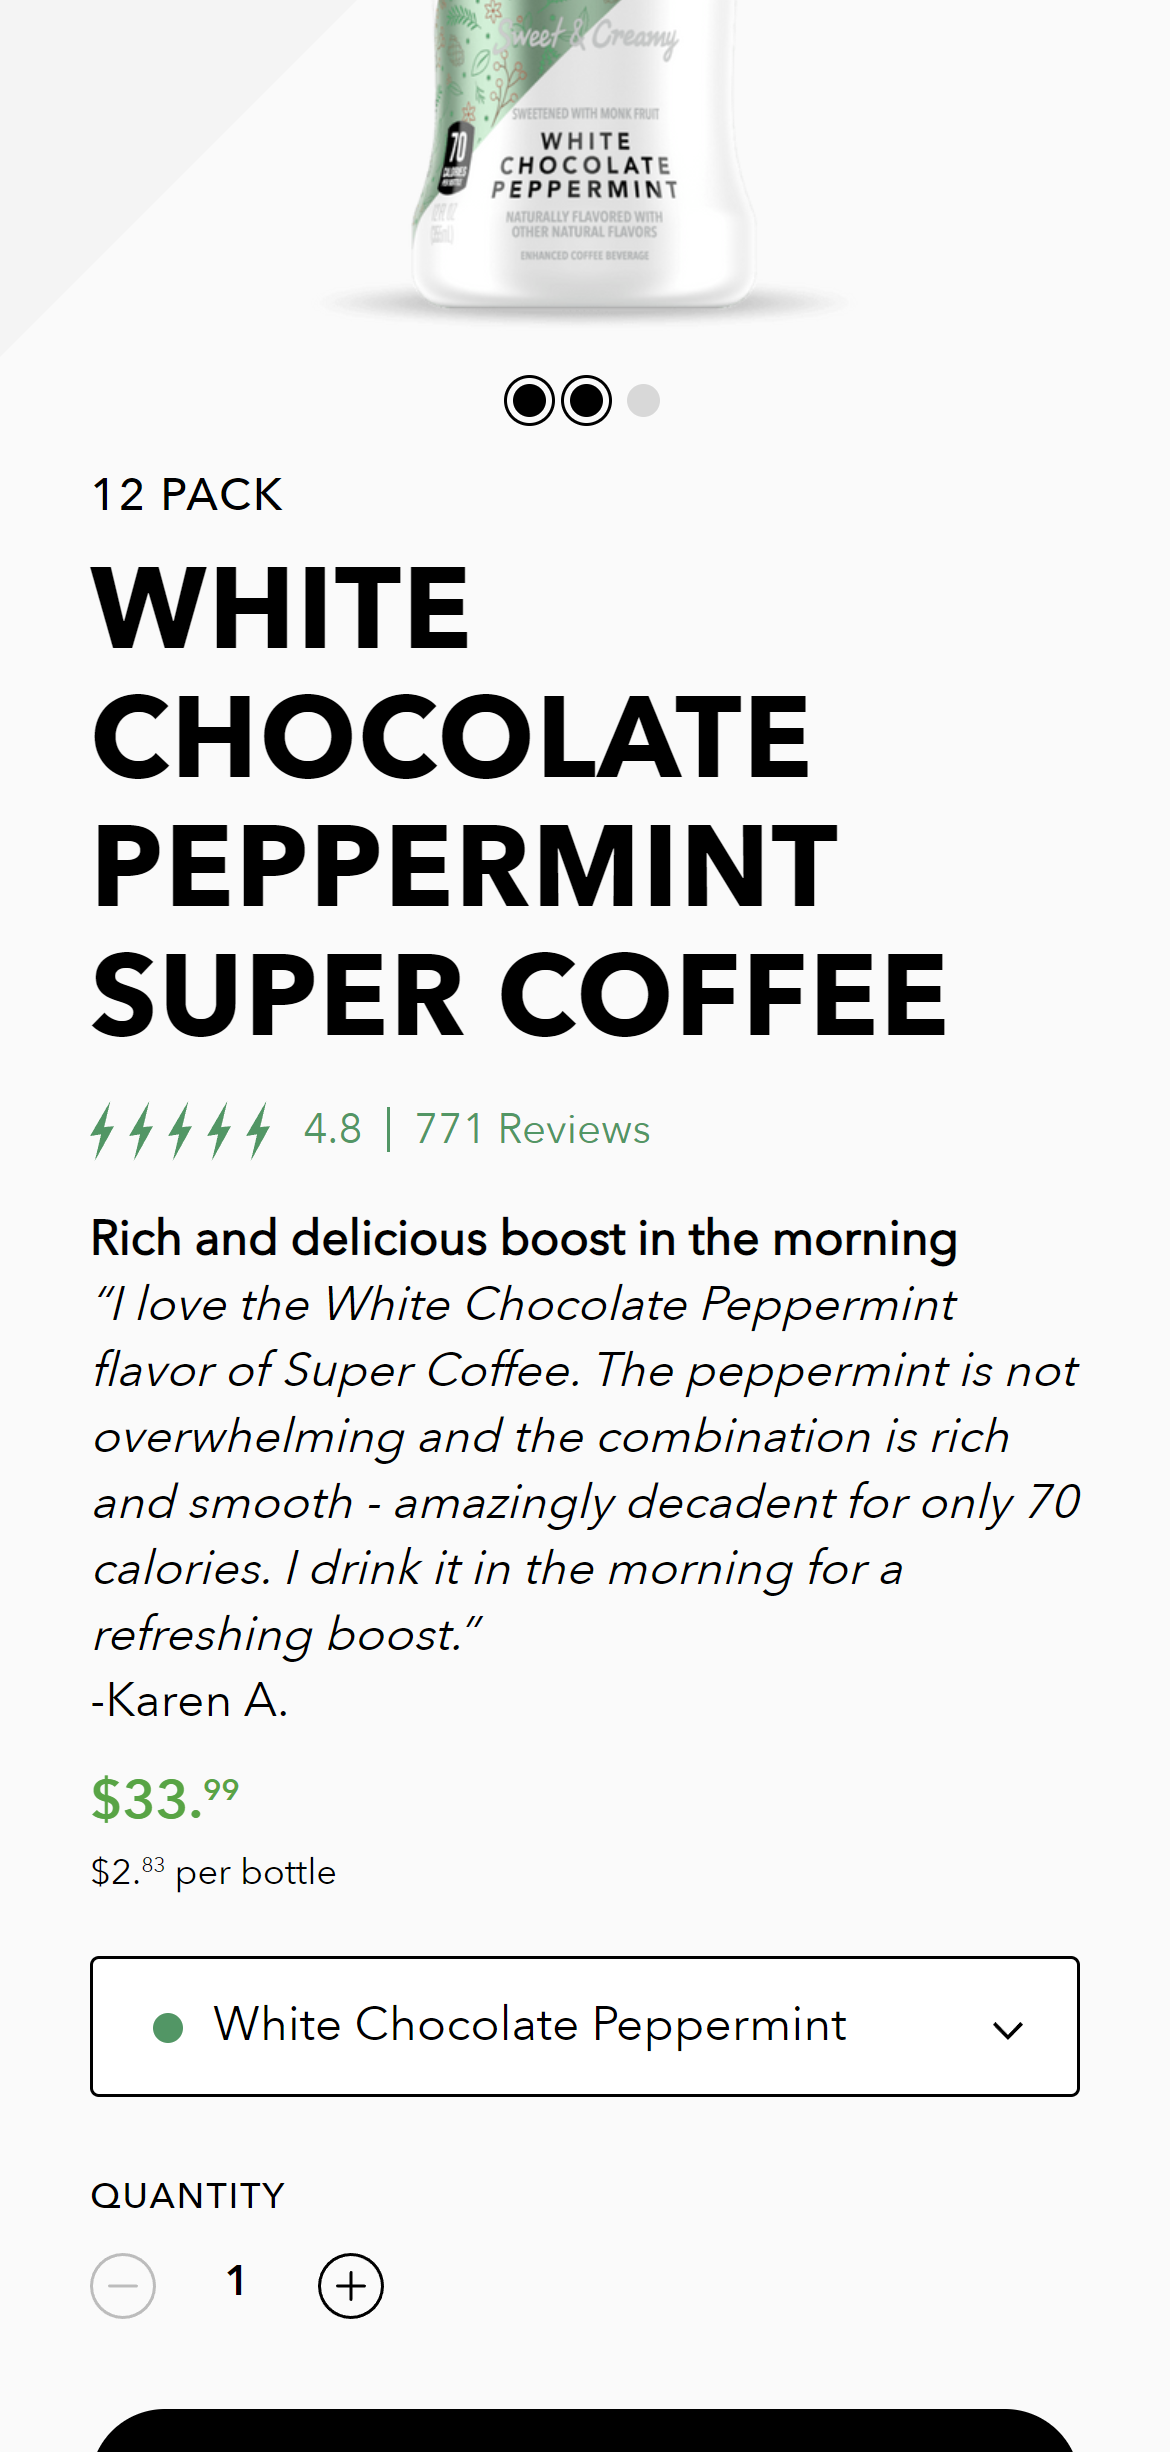 Sweet & Creamy
SWEETENED WITH MONK FRUIT
WHITE
CHOCOLATE
PEPPERMINT
70
CALORIES
NATURALLY FLAVORED WITH
OTHER NATURAL FLAVORS
ENHANCED COFFEE BEVERAGE
12 PACK
WHITE
CHOCOLATE
PEPPERMINT
SUPER COFFEE
4.8 | 771 Reviews
Rich and delicious boost in the morning
“I love the White Chocolate Peppermint
flavor of Super Coffee. The peppermint is not
overwhelming and the combination is rich
and smooth - amazingly decadent for only 70
calories. I drink it in the morning for a
refreshing boost.”
-Karen A.
$33.99
$2.83 per bottle
White Chocolate Peppermint
QUANTITY
1